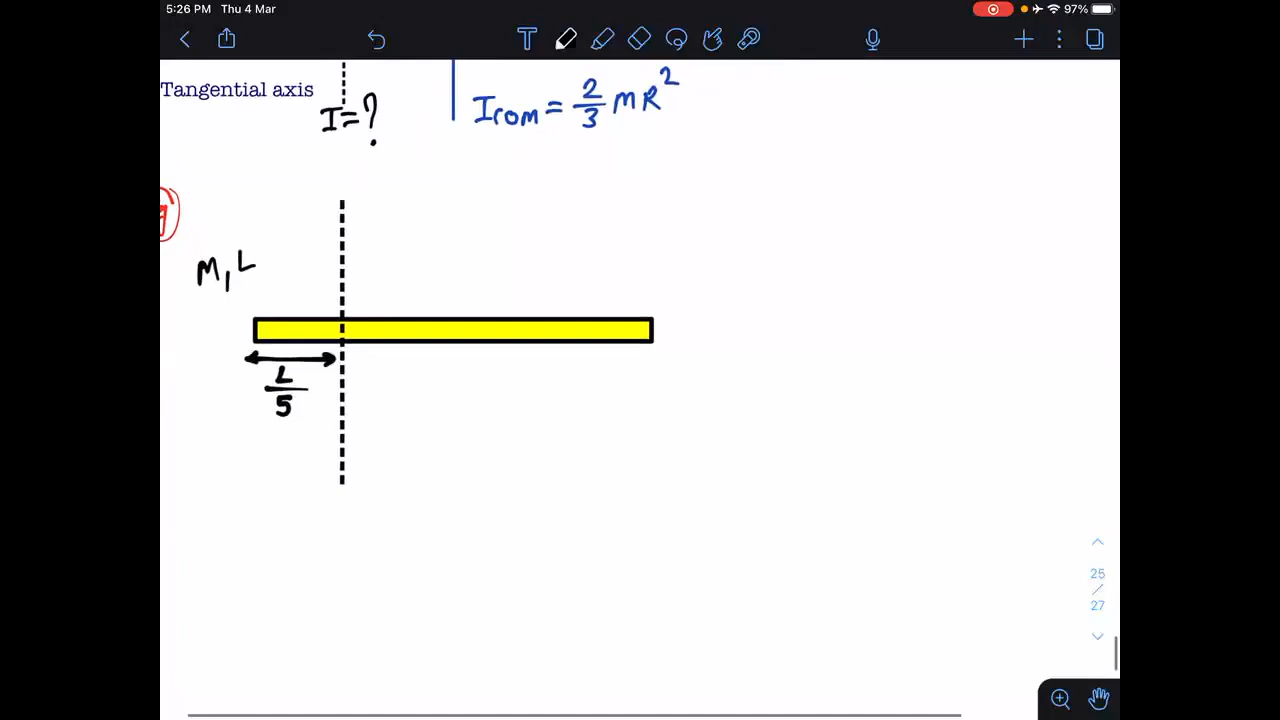 5:26 PM Thu 4 Mar
97%
T
Tangential axis
I = ?
Icom = 2/3 MR²
M, L
L/5
25
/
27